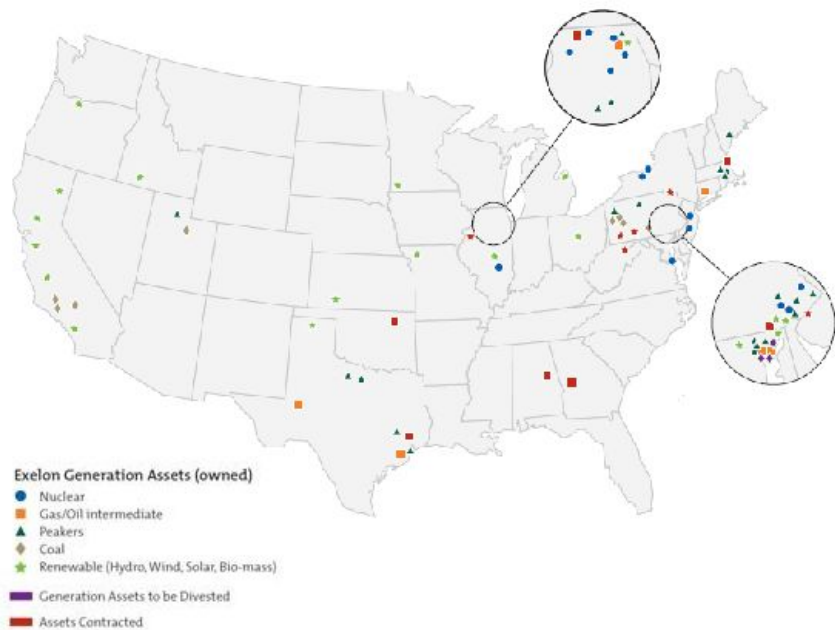 Exelon Generation Assets (owned)
Nuclear
Gas/Oil intermediate
Peakers
Coal
Renewable (Hydro, Wind, Solar, Bio-mass)
Generation Assets to be Divested
Assets Contracted